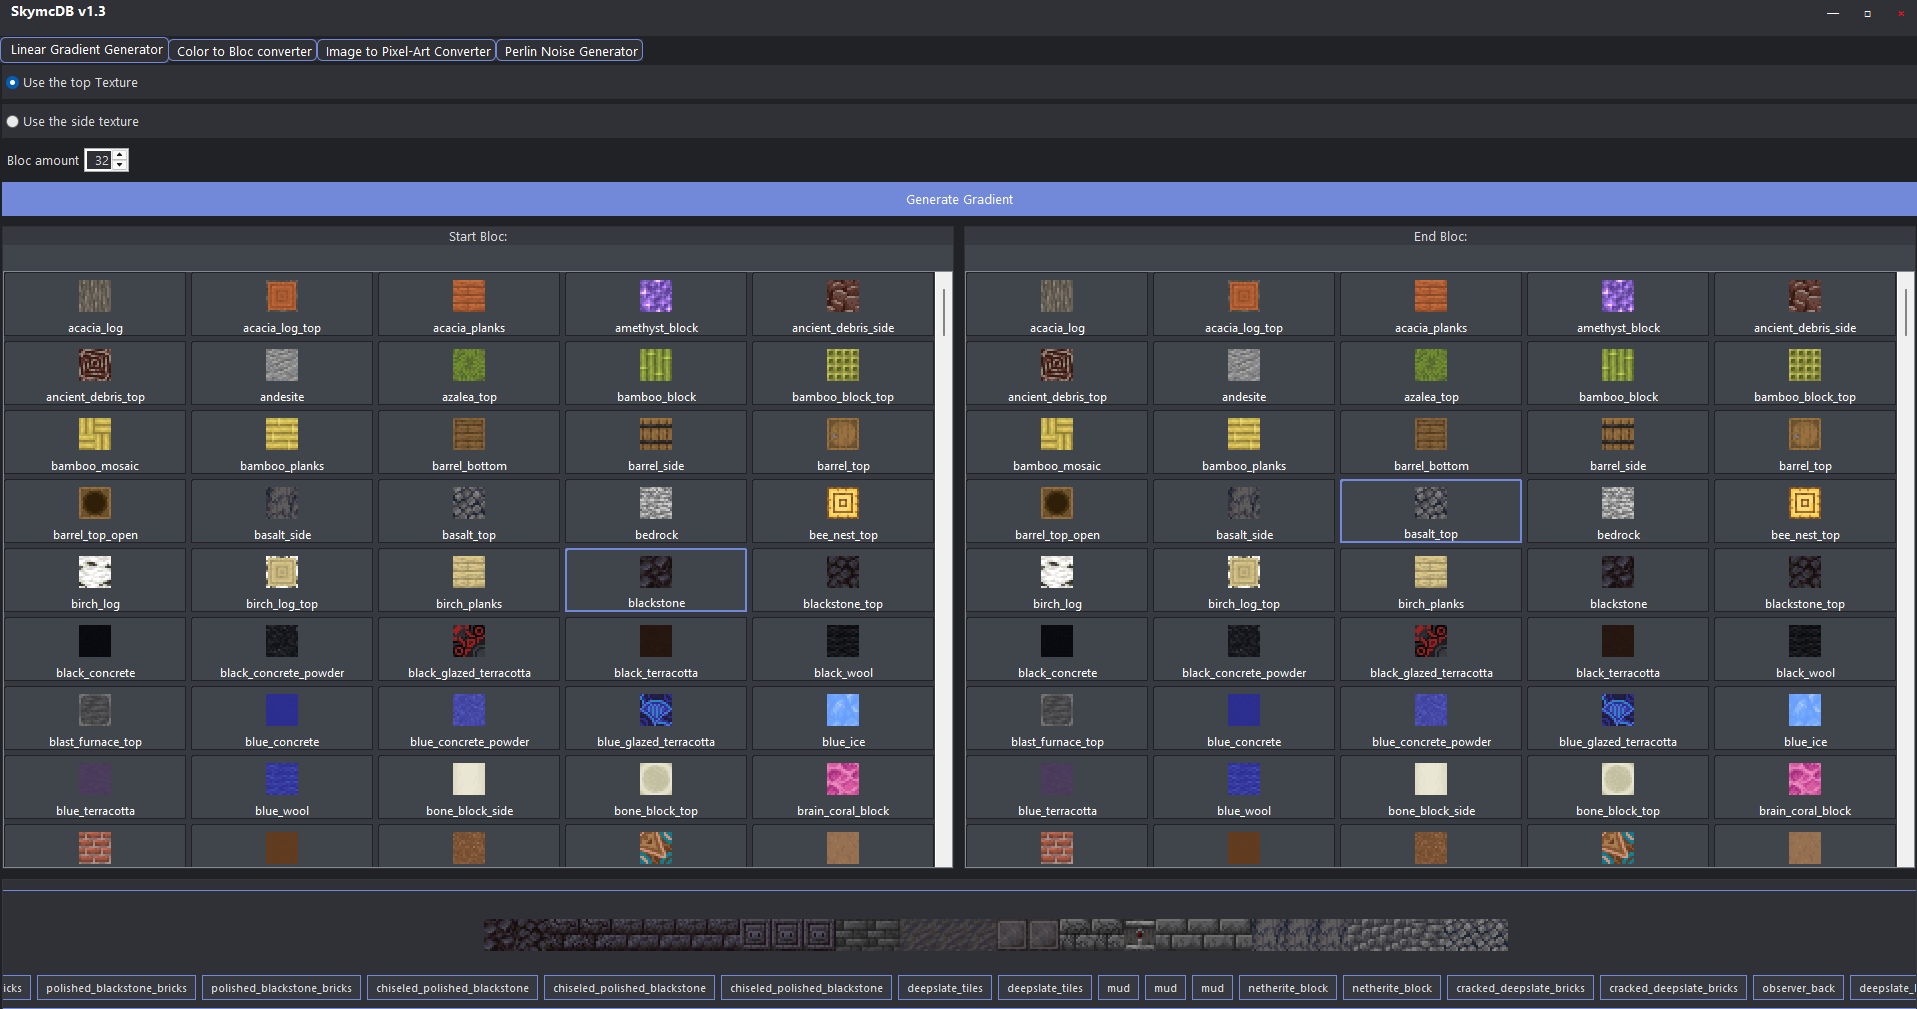 SkymcDB v1.3
Linear Gradient Generator Color to Bloc converter Image to Pixel-Art Converter Perlin Noise Generator
Use the top Texture
Use the side texture
Bloc amount 32
Generate Gradient
Start Bloc: End Bloc:
acacia_log acacia_log_top acacia_planks amethyst_block ancient_debris_side acacia_log acacia_log_top acacia_planks amethyst_block ancient_debris_side
ancient_debris_top andesite azalea_top bamboo_block bamboo_block_top ancient_debris_top andesite azalea_top bamboo_block bamboo_block_top
bamboo_mosaic bamboo_planks barrel_bottom barrel_side barrel_top bamboo_mosaic bamboo_planks barrel_bottom barrel_side barrel_top
barrel_top_open basalt_side basalt_top bedrock bee_nest_top barrel_top_open basalt_side basalt_top bedrock bee_nest_top
birch_log birch_log_top birch_planks blackstone blackstone_top birch_log birch_log_top birch_planks blackstone blackstone_top
black_concrete black_concrete_powder black_glazed_terracotta black_terracotta black_wool black_concrete black_concrete_powder black_glazed_terracotta black_terracotta black_wool
blast_furnace_top blue_concrete blue_concrete_powder blue_glazed_terracotta blue_ice blast_furnace_top blue_concrete blue_concrete_powder blue_glazed_terracotta blue_ice
blue_terracotta blue_wool bone_block_side bone_block_top brain_coral_block blue_terracotta blue_wool bone_block_side bone_block_top brain_coral_block
icks polished_blackstone_bricks polished_blackstone_bricks chiseled_polished_blackstone chiseled_polished_blackstone chiseled_polished_blackstone deepslate_tiles deepslate_tiles mud mud mud netherite_block netherite_block cracked_deepslate_bricks cracked_deepslate_bricks observer_back deepslate_